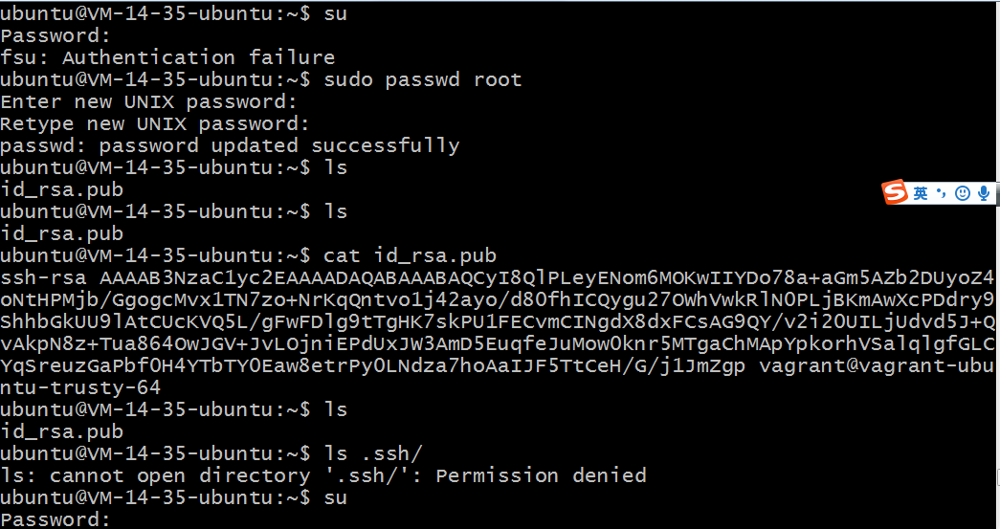 ubuntu@VM-14-35-ubuntu:~$ su
Password:
fsu: Authentication failure
ubuntu@VM-14-35-ubuntu:~$ sudo passwd root
Enter new UNIX password:
Retype new UNIX password:
passwd: password updated successfully
ubuntu@VM-14-35-ubuntu:~$ ls
id_rsa.pub
英
ubuntu@VM-14-35-ubuntu:~$ ls
id_rsa.pub
ubuntu@VM-14-35-ubuntu:~$ cat id_rsa.pub
ssh-rsa AAAAB3NzaC1yc2EAAAADAQABAAABAQCyI8QlPLeyENom6MOKwIIYDo78a+aGm5AZb2DUyoZ4
oNtHPMjb/GgogcMvx1TN7zo+NrKqQntvo1j42ayo/d8OfhICQygu27OWhVwkRlN0PLjBKmAwXcPDdry9
ShhbGkUU9lAtCUcKVQ5L/gFwFDlg9tTgHK7skPU1FECvmCINgdX8dxFCsAG9QY/v2i2OUILjUdvd5J+Q
vAkpN8z+Tua864OwJGV+JvLOjniEPdUxJW3AmD5EuqfeJuMow0knr5MTgaChMApYpkorhVSalqlgfGLC
YqSreuzGaPbf0H4YTbTY0Eaw8etrPy0LNdza7hoAaIJF5TtCeH/G/j1JmZgp vagrant@vagrant-ubu
ntu-trusty-64
ubuntu@VM-14-35-ubuntu:~$ ls
id_rsa.pub
ubuntu@VM-14-35-ubuntu:~$ ls .ssh/
ls: cannot open directory '.ssh/': Permission denied
ubuntu@VM-14-35-ubuntu:~$ su
Password: